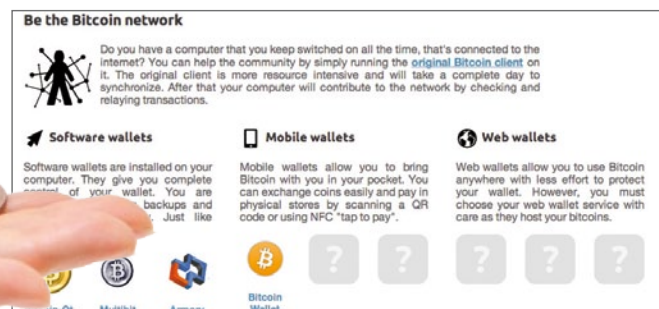 Be the Bitcoin network
Do you have a computer that you keep switched on all the time, that's connected to the
internet? You can help the community by simply running the original Bitcoin client on
it. The original client is more resource intensive and will take a complete day to
synchronize. After that your computer will contribute to the network by checking and
relaying transactions.
Software wallets
Software wallets are installed on your
computer. They give you complete
of your wallet. You are
backups and
Just like
Mobile wallets
Mobile wallets allow you to bring
Bitcoin with you in your pocket. You
can exchange coins easily and pay in
physical stores by scanning a QR
code or using NFC "tap to pay".
Web wallets
Web wallets allow you to use Bitcoin
anywhere with less effort to protect
your wallet. However, you must
choose your web wallet service with
care as they host your bitcoins.
Multibit
Armory
Bitcoin
Wallet
? ? ? ? ?